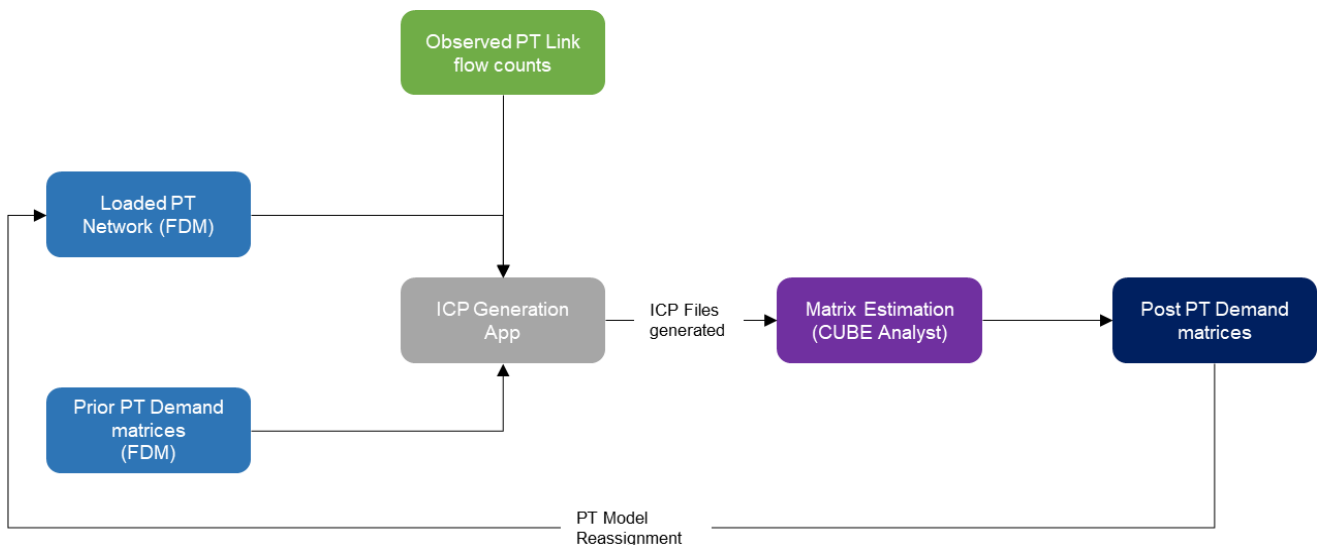 Observed PT Link
flow counts
Loaded PT
Network (FDM)
ICP Generation
App
ICP Files
generated
Matrix Estimation
(CUBE Analyst)
Post PT Demand
matrices
Prior PT Demand
matrices
(FDM)
PT Model
Reassignment